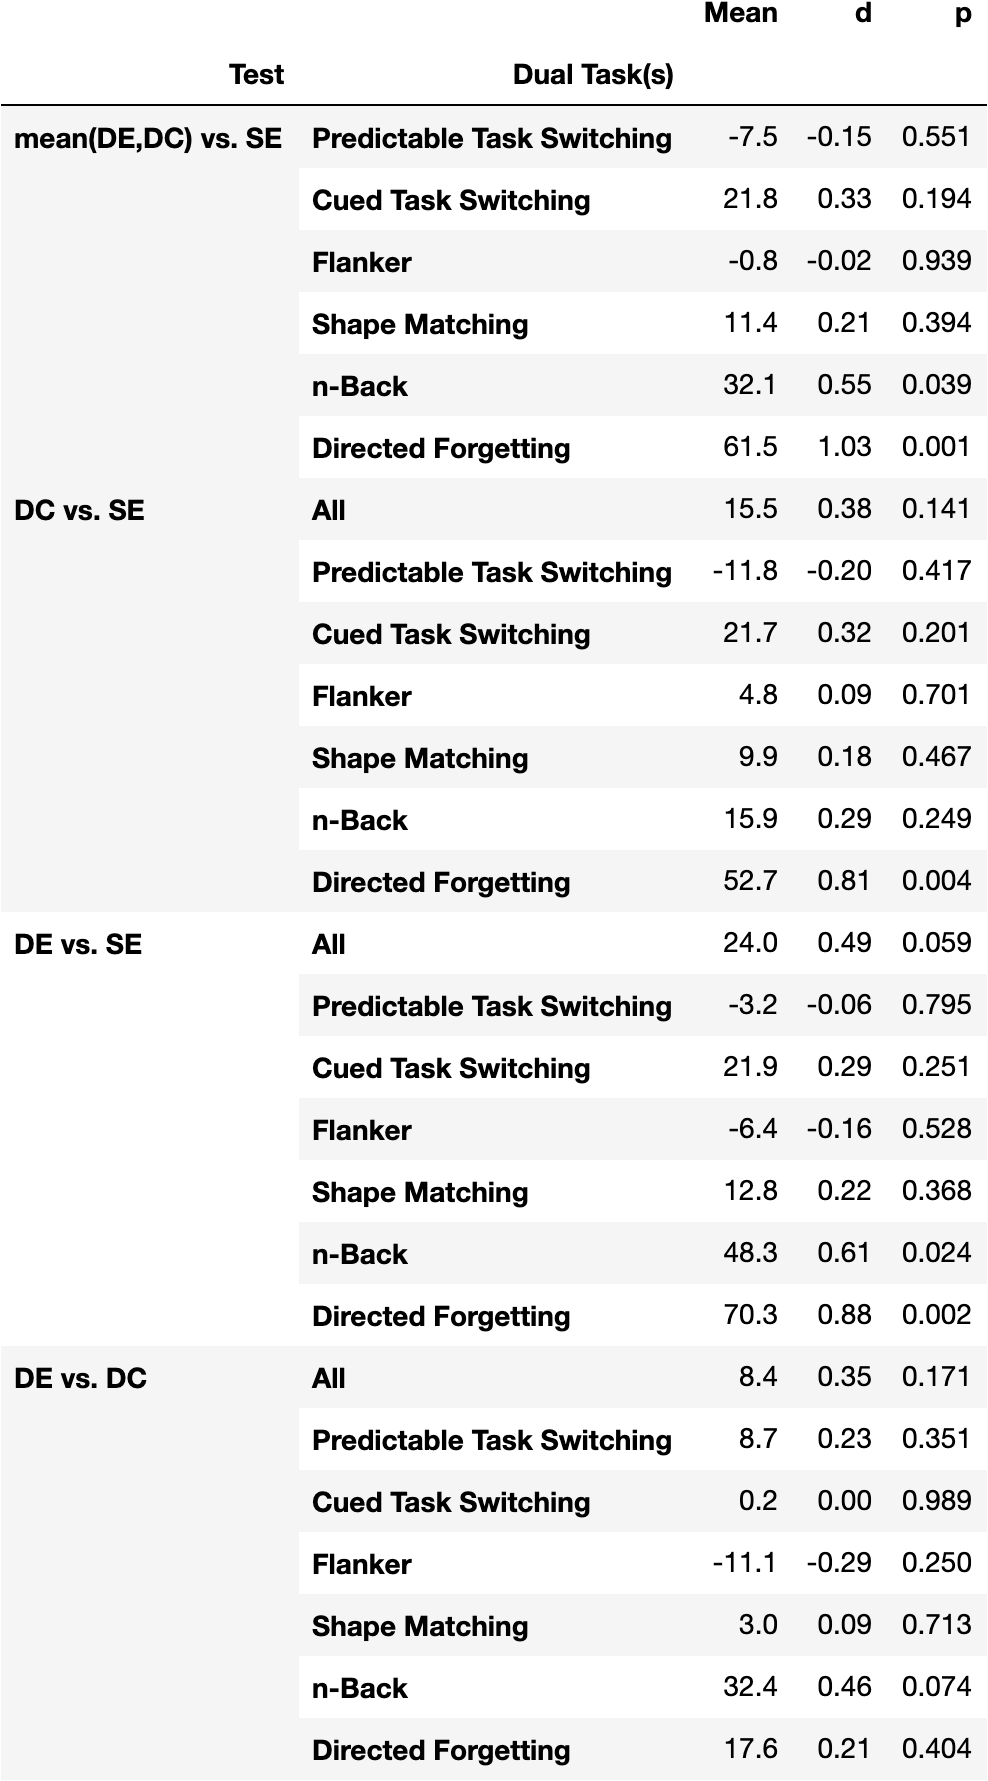 Mean d p
Test Dual Task(s)
mean(DE,DC) vs. SE Predictable Task Switching -7.5 -0.15 0.551
Cued Task Switching 21.8 0.33 0.194
Flanker -0.8 -0.02 0.939
Shape Matching 11.4 0.21 0.394
n-Back 32.1 0.55 0.039
Directed Forgetting 61.5 1.03 0.001
DC vs. SE All 15.5 0.38 0.141
Predictable Task Switching -11.8 -0.20 0.417
Cued Task Switching 21.7 0.32 0.201
Flanker 4.8 0.09 0.701
Shape Matching 9.9 0.18 0.467
n-Back 15.9 0.29 0.249
Directed Forgetting 52.7 0.81 0.004
DE vs. SE All 24.0 0.49 0.059
Predictable Task Switching -3.2 -0.06 0.795
Cued Task Switching 21.9 0.29 0.251
Flanker -6.4 -0.16 0.528
Shape Matching 12.8 0.22 0.368
n-Back 48.3 0.61 0.024
Directed Forgetting 70.3 0.88 0.002
DE vs. DC All 8.4 0.35 0.171
Predictable Task Switching 8.7 0.23 0.351
Cued Task Switching 0.2 0.00 0.989
Flanker -11.1 -0.29 0.250
Shape Matching 3.0 0.09 0.713
n-Back 32.4 0.46 0.074
Directed Forgetting 17.6 0.21 0.404